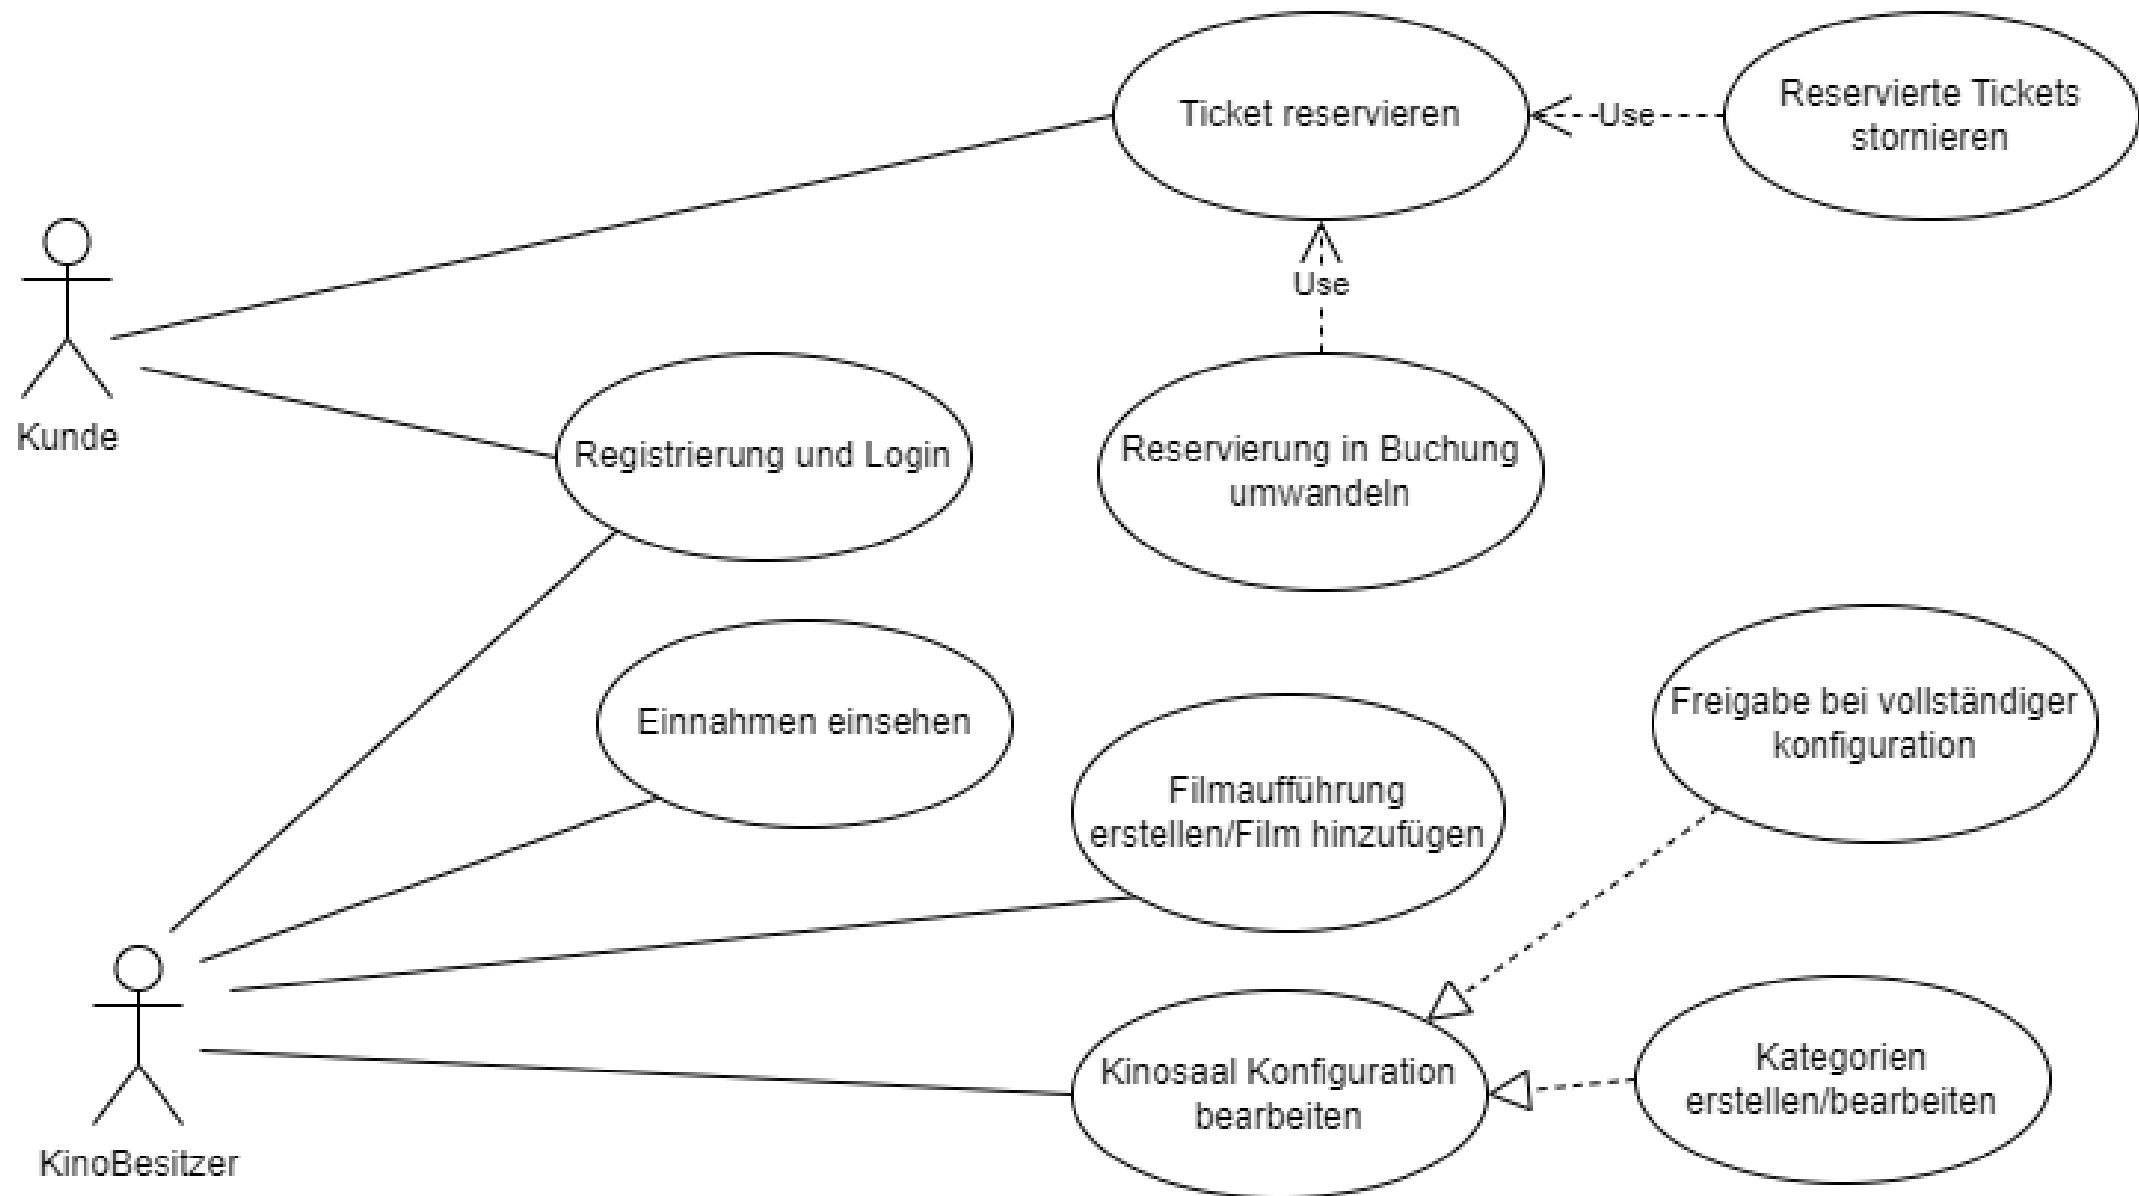 Ticket reservieren
Use
Reservierte Tickets
stornieren
Use
Kunde
Registrierung und Login
Reservierung in Buchung
umwandeln
Einnahmen einsehen
Freigabe bei vollständiger
konfiguration
Filmaufführung
erstellen/Film hinzufügen
Kinosaal Konfiguration
bearbeiten
Kategorien
erstellen/bearbeiten
KinoBesitzer